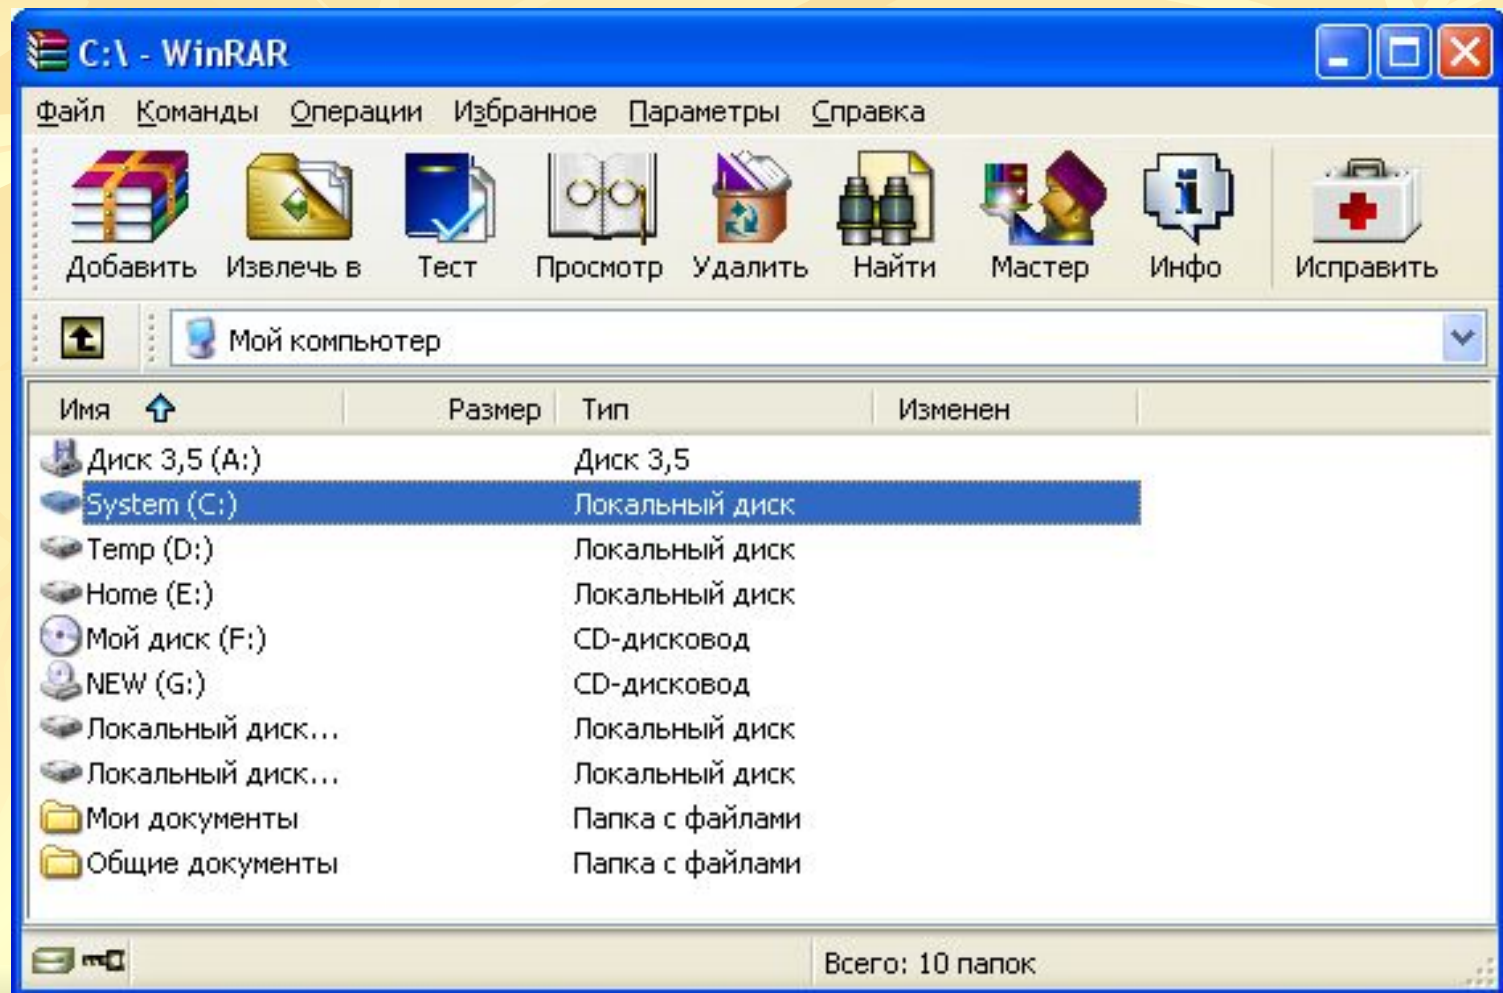 C:\ - WinRAR
Файл Команды Операции Избранное Параметры Справка
Добавить Извлечь в Тест Просмотр Удалить Найти Мастер Инфо Исправить
Мой компьютер
Имя Размер Тип Изменен
Диск 3,5 (A:) Диск 3,5
System (C:) Локальный диск
Temp (D:) Локальный диск
Home (E:) Локальный диск
Мой диск (F:) CD-дисковод
NEW (G:) CD-дисковод
Локальный диск... Локальный диск
Локальный диск... Локальный диск
Мои документы Папка с файлами
Общие документы Папка с файлами
Всего: 10 папок